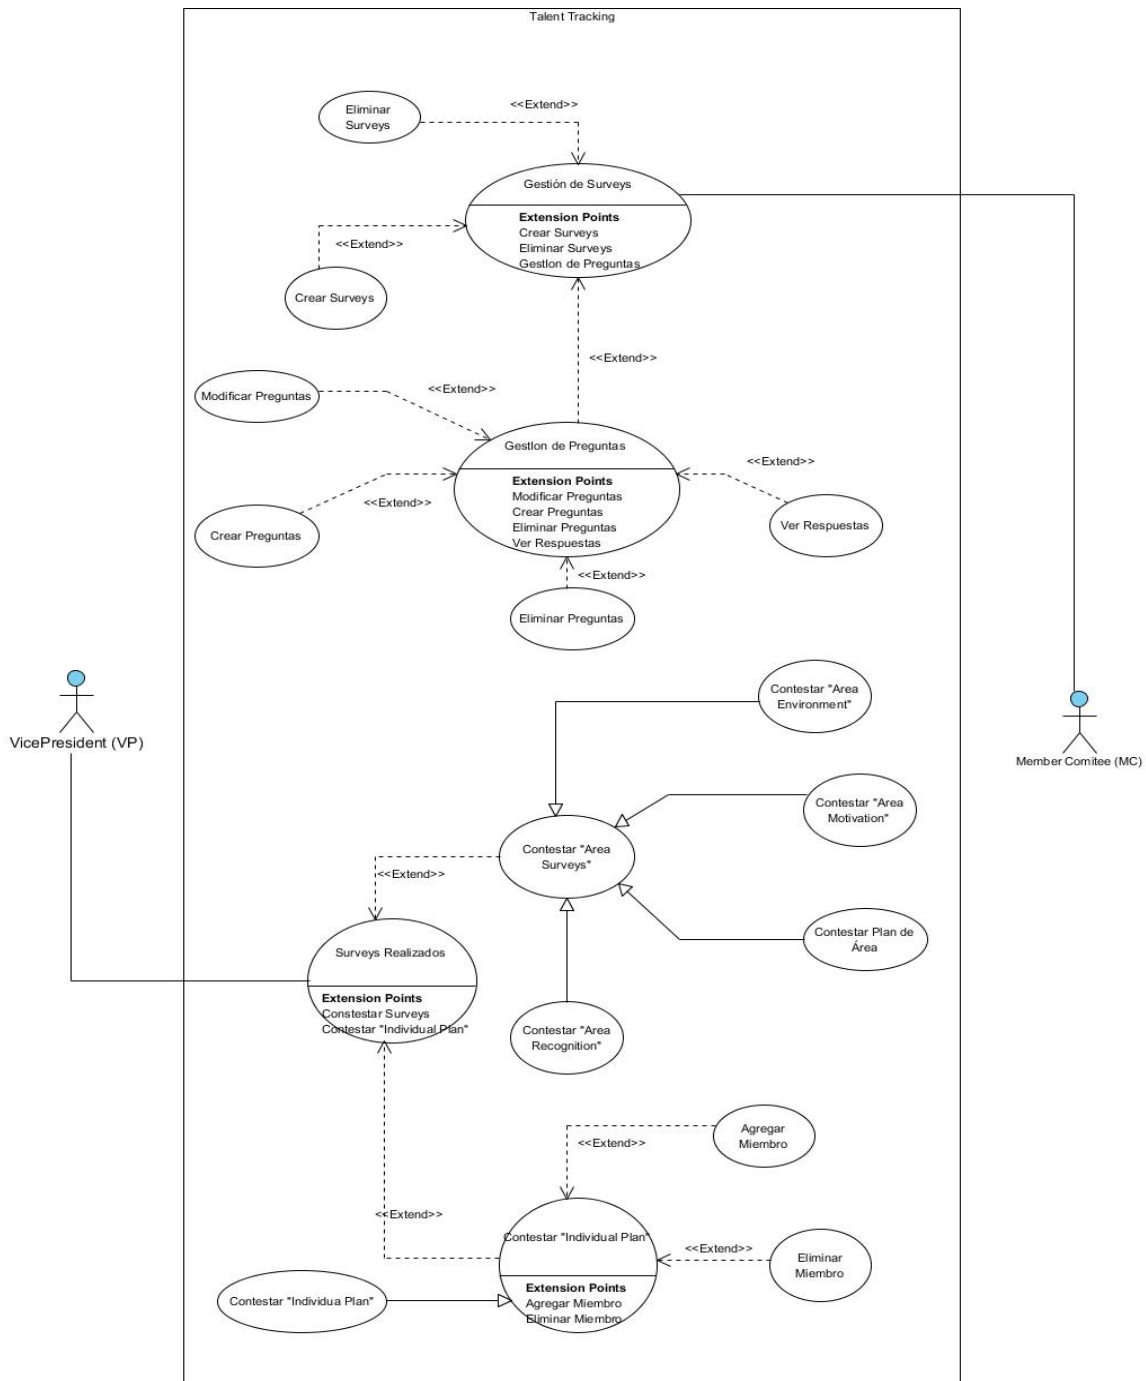 Talent Tracking
<<Extend>>
Eliminar
Surveys
Gestión de Surveys
Extension Points
Crear Surveys
Eliminar Surveys
GestIon de Preguntas
<<Extend>>
Crear Surveys
<<Extend>>
Modificar Preguntas
<<Extend>>
GestIon de Preguntas
Extension Points
Modificar Preguntas
Crear Preguntas
Eliminar Preguntas
Ver Respuestas
<<Extend>>
<<Extend>>
Crear Preguntas
Ver Respuestas
<<Extend>>
Eliminar Preguntas
Contestar "Area
Environment"
VicePresident (VP)
Member Comitee (MC)
Contestar "Area
Motivation"
Contestar "Area
Surveys"
<<Extend>>
Contestar Plan de
Área
Surveys Realizados
Extension Points
Constestar Surveys
Contestar "Individual Plan"
Contestar "Area
Recognition"
Agregar
Miembro
<<Extend>>
<<Extend>>
Contestar "Individual Plan"
Extension Points
Agregar Miembro
Eliminar Miembro
<<Extend>>
Eliminar
Miembro
Contestar "Individua Plan"